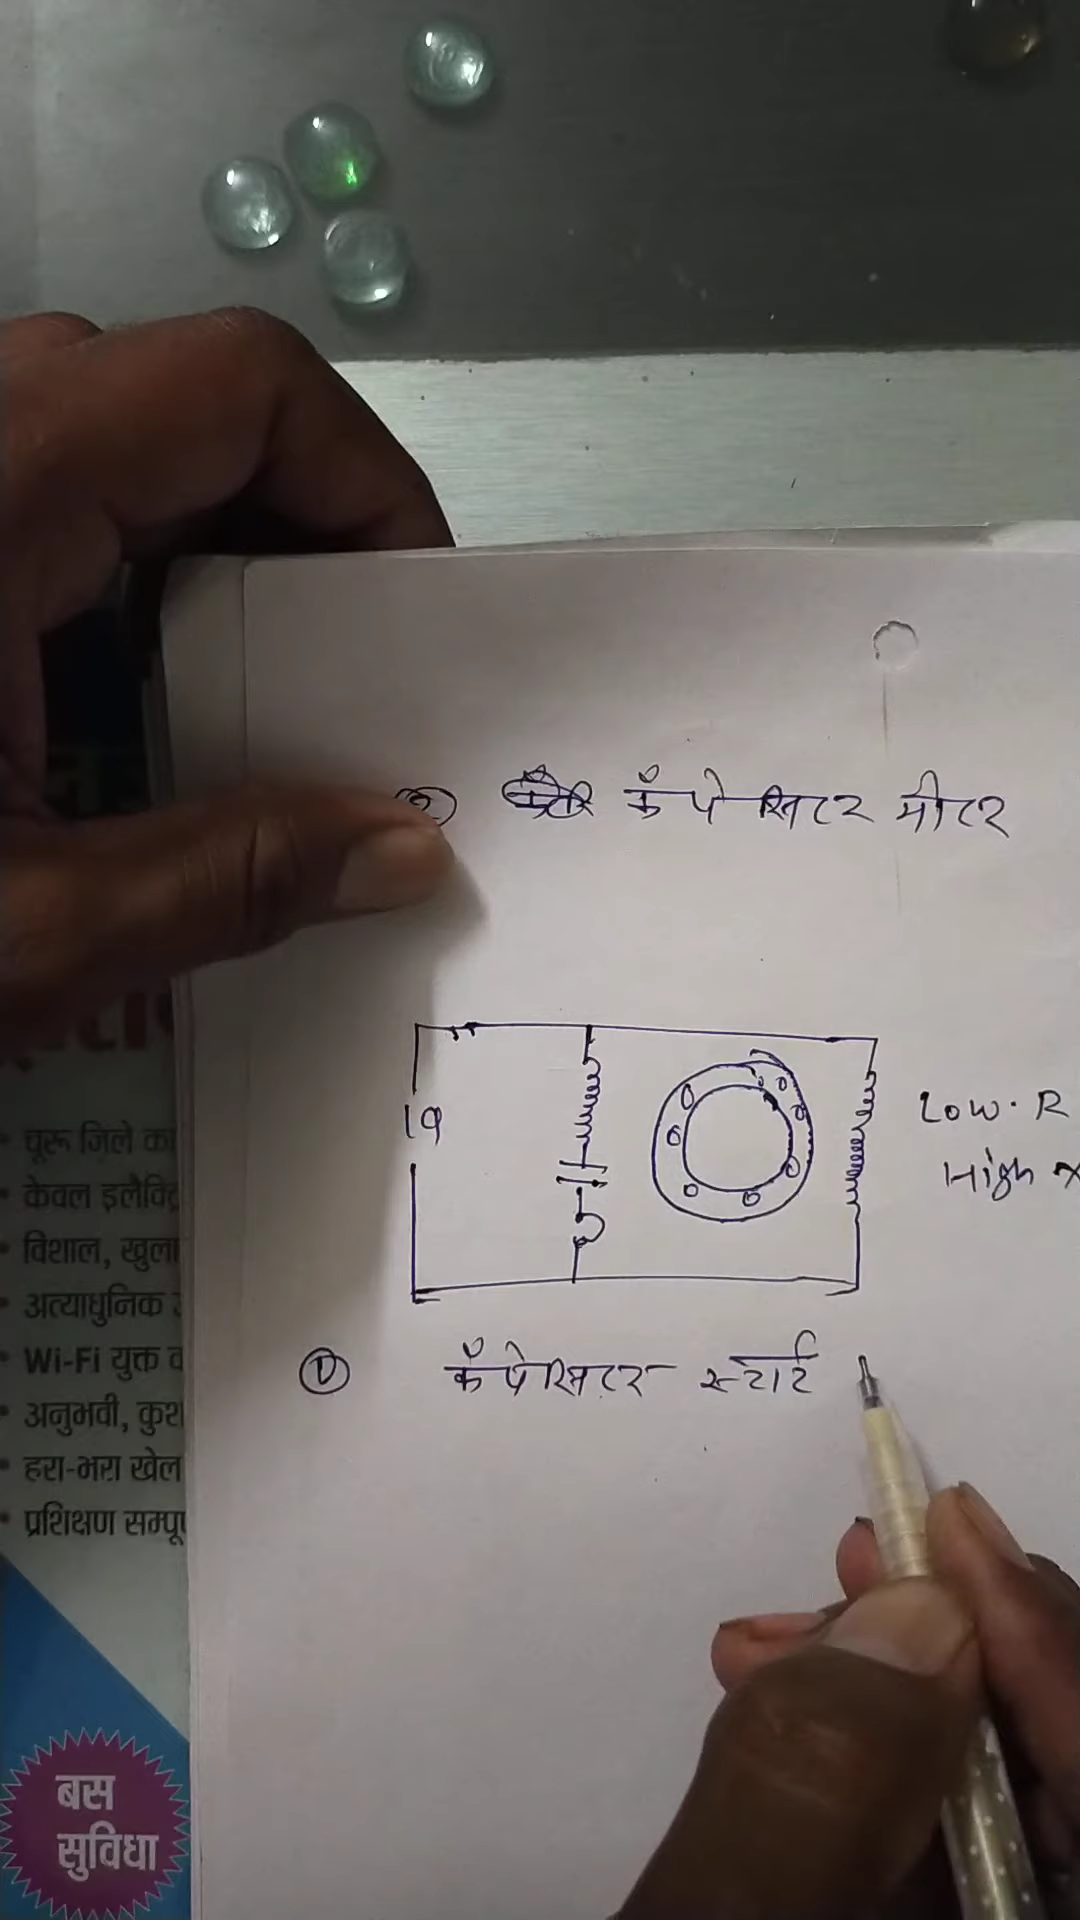 ② कैपेसिटर मोटर
1φ
Low. R
High X
① कॅपेसिटर स्टार्ट
चूरू जिले का
केवल इलैक्ट्रि
विशाल, खुला
अत्याधुनिक
Wi-Fi युक्त
अनुभवी, कुश
हरा-भरा खेल
प्रशिक्षण सम्पू
बस
सुविधा